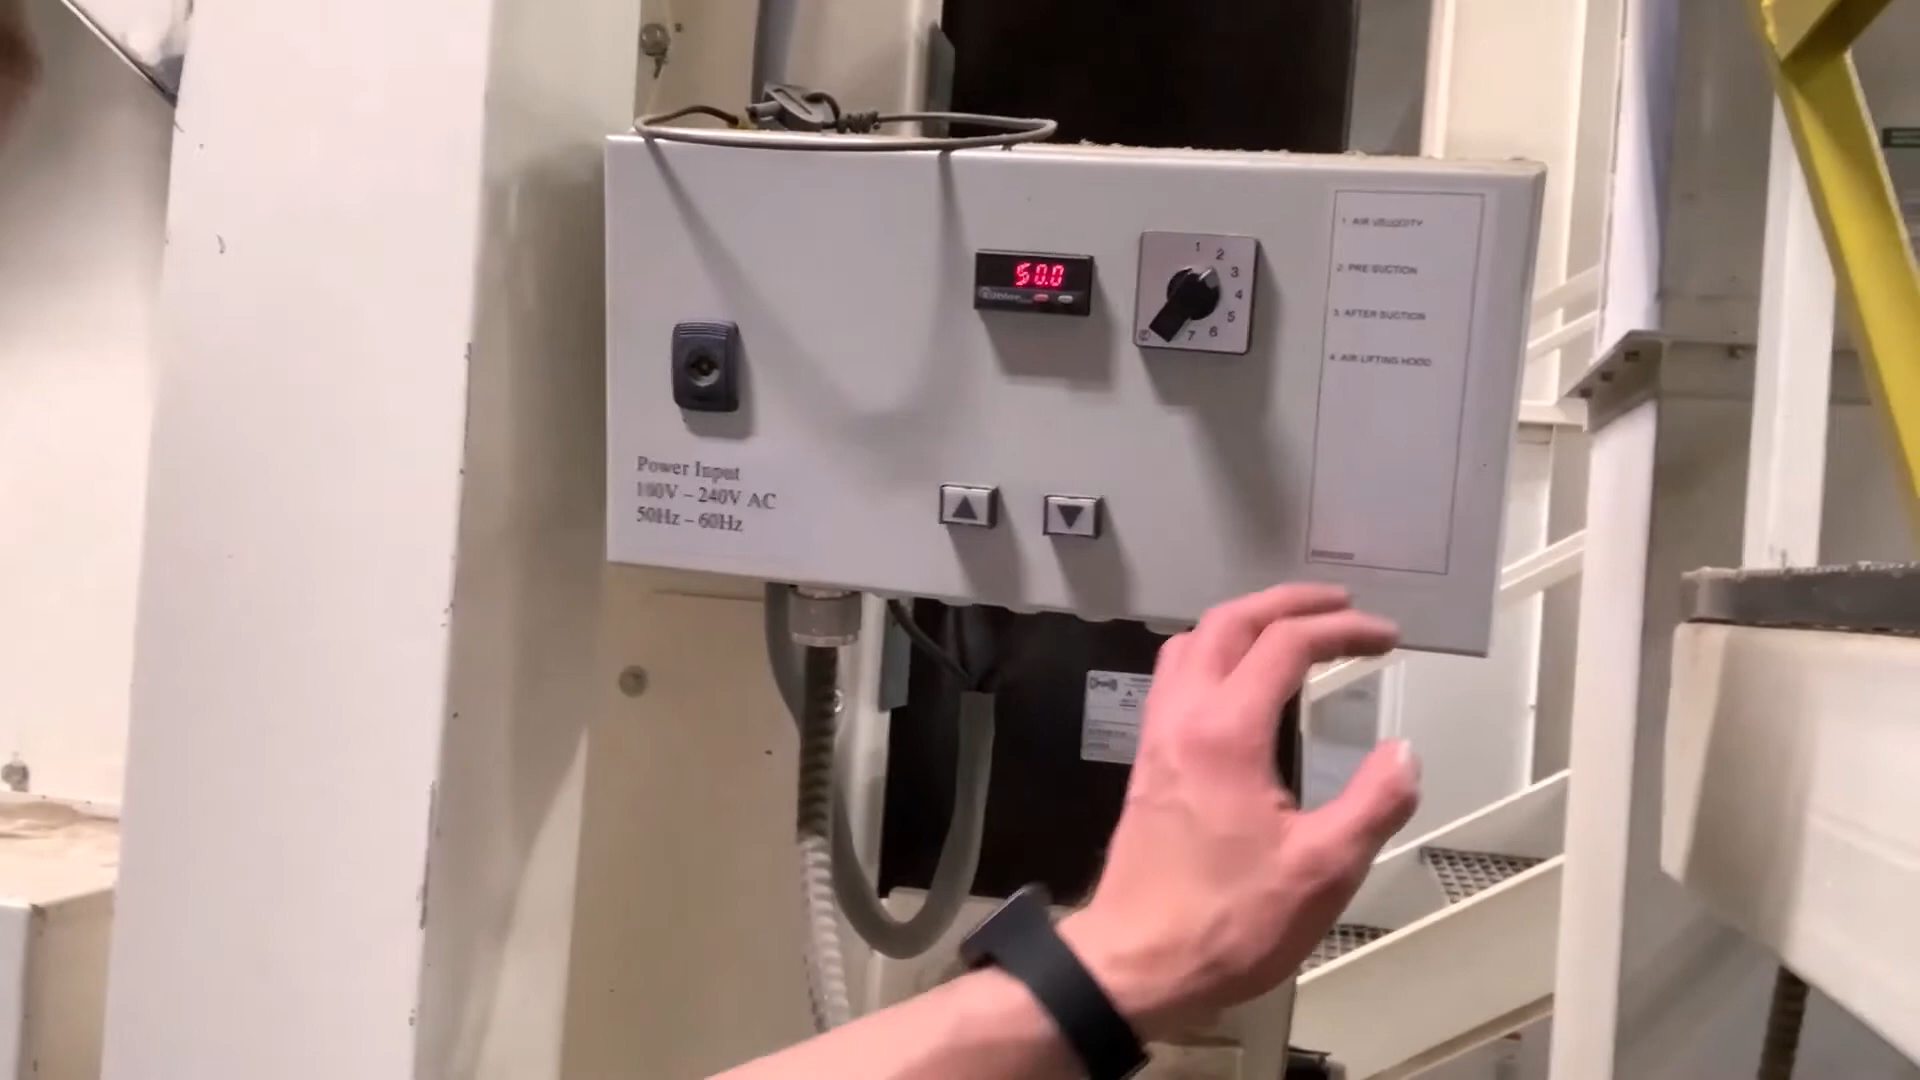 50.0
1
2
3
4
5
6
7
1 AIR VELOCITY
2. PRE SUCTION
3. AFTER SUCTION
4. AIR LIFTING HOOD
Power Input
100V – 240V AC
50Hz – 60Hz